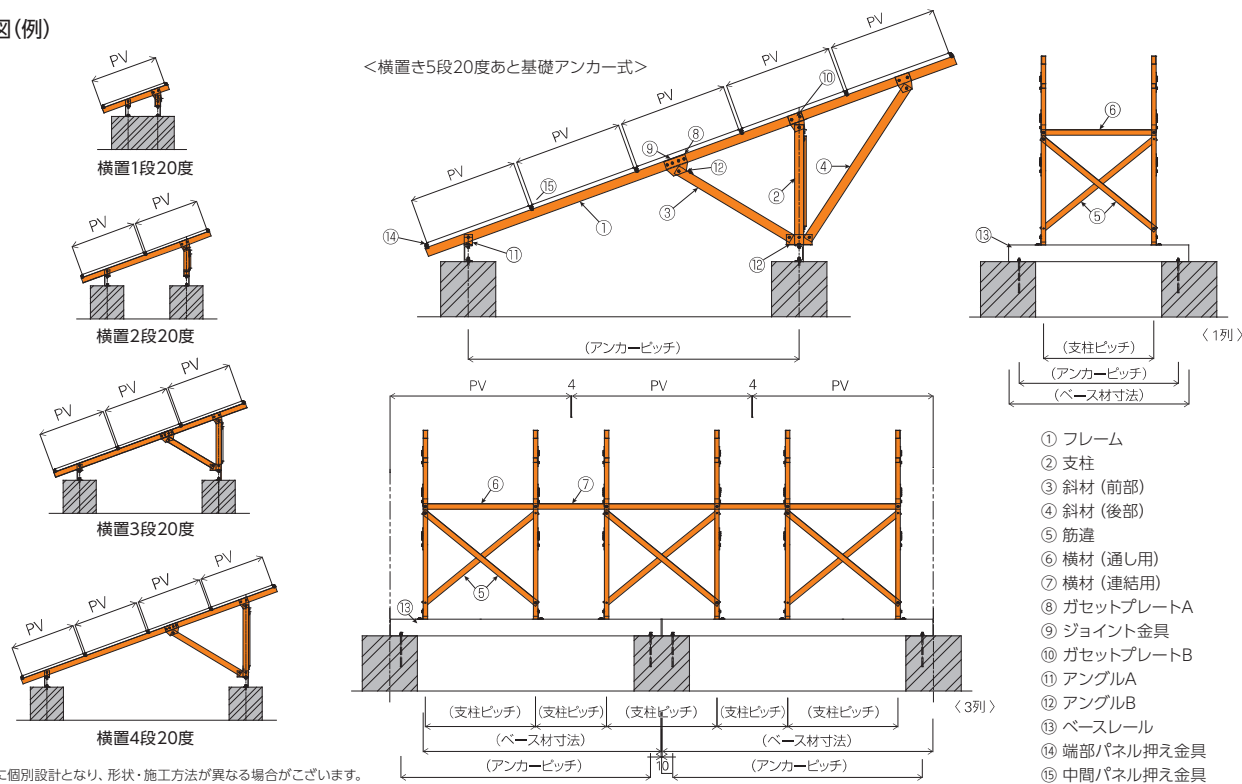 図(例)
PV
横置1段20度
PV
PV
横置2段20度
PV
PV
PV
横置3段20度
PV
PV
PV
PV
横置4段20度
に個別設計となり、形状・施工方法が異なる場合がございます。
<横置き5段20度あと基礎アンカー式>
PV
PV
PV
PV
PV
⑩
⑧
⑨
⑫
④
②
⑮
③
①
⑭
⑪
⑫
(アンカーピッチ)
⑥
⑤
⑬
〈1列〉
(支柱ピッチ)
(アンカーピッチ)
(ベース材寸法)
PV 4 PV 4 PV
⑥
⑦
⑤
⑬
〈3列〉
(支柱ピッチ) (支柱ピッチ) (支柱ピッチ) (支柱ピッチ) (支柱ピッチ)
(ベース材寸法) (ベース材寸法)
(アンカーピッチ) 10 (アンカーピッチ)
① フレーム
② 支柱
③ 斜材 (前部)
④ 斜材 (後部)
⑤ 筋違
⑥ 横材 (通し用)
⑦ 横材 (連結用)
⑧ ガセットプレートA
⑨ ジョイント金具
⑩ ガセットプレートB
⑪ アングルA
⑫ アングルB
⑬ ベースレール
⑭ 端部パネル押え金具
⑮ 中間パネル押え金具